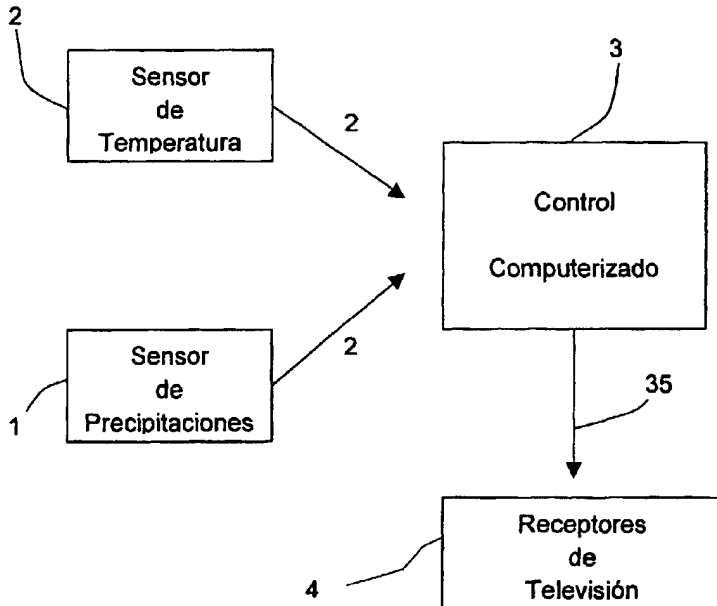 2
Sensor
de
Temperatura
2
3
Control
Computerizado
2
Sensor
de
Precipitaciones
1
35
Receptores
de
Televisión
4